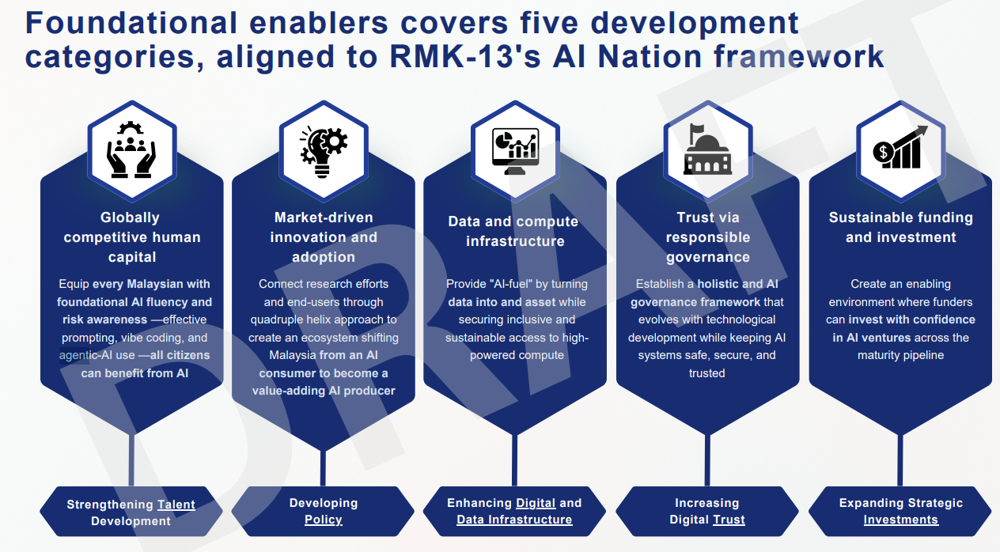 Foundational enablers covers five development
categories, aligned to RMK-13's AI Nation framework
Globally
competitive human
capital
Equip every Malaysian with
foundational AI fluency and
risk awareness —effective
prompting, vibe coding, and
agentic-AI use —all citizens
can benefit from AI
Strengthening Talent
Development
Market-driven
innovation and
adoption
Connect research efforts
and end-users through
quadruple helix approach to
create an ecosystem shifting
Malaysia from an AI
consumer to become a
value-adding AI producer
Developing
Policy
Data and compute
infrastructure
Provide "AI-fuel" by turning
data into and asset while
securing inclusive and
sustainable access to high-
powered compute
Enhancing Digital and
Data Infrastructure
Trust via
responsible
governance
Establish a holistic and AI
governance framework that
evolves with technological
development while keeping AI
systems safe, secure, and
trusted
Increasing
Digital Trust
Sustainable funding
and investment
Create an enabling
environment where funders
can invest with confidence
in AI ventures across the
maturity pipeline
Expanding Strategic
Investments
$
DRAFT